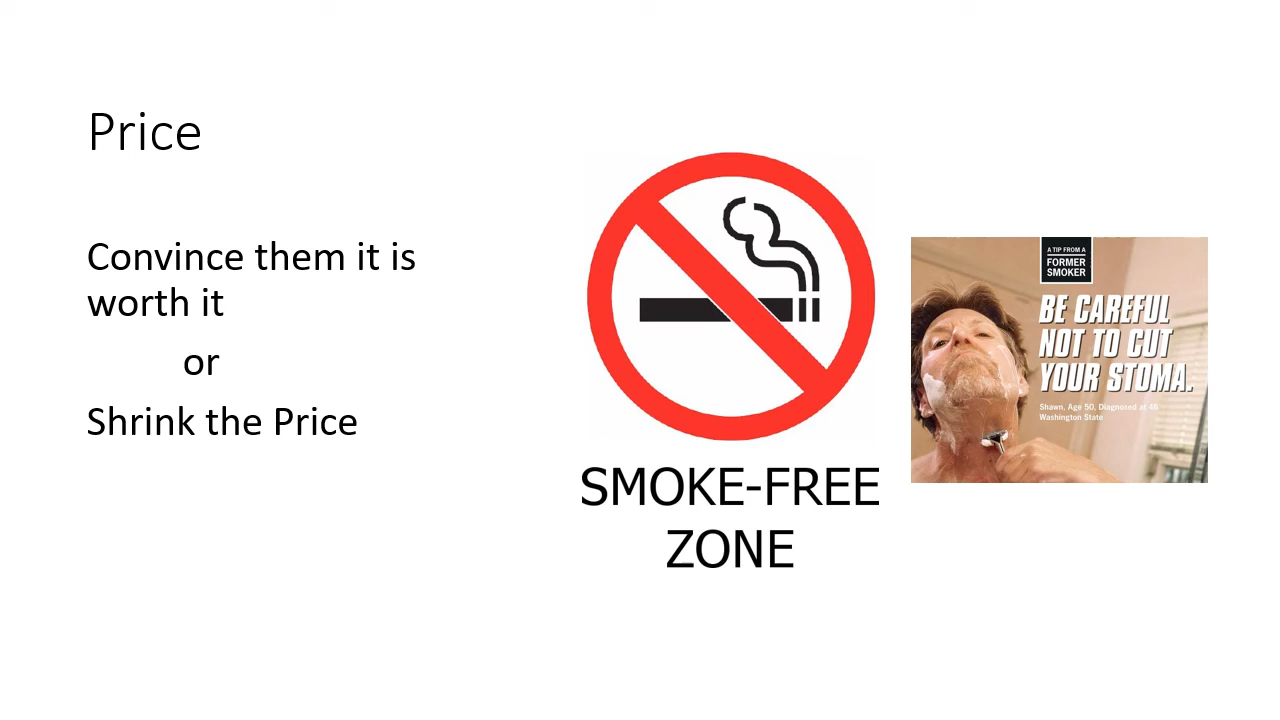 Price
Convince them it is
worth it
or
Shrink the Price
SMOKE-FREE
ZONE
A TIP FROM A
FORMER
SMOKER
BE CAREFUL
NOT TO CUT
YOUR STOMA.
Shawn, Age 50, Diagnosed at 46
Washington State